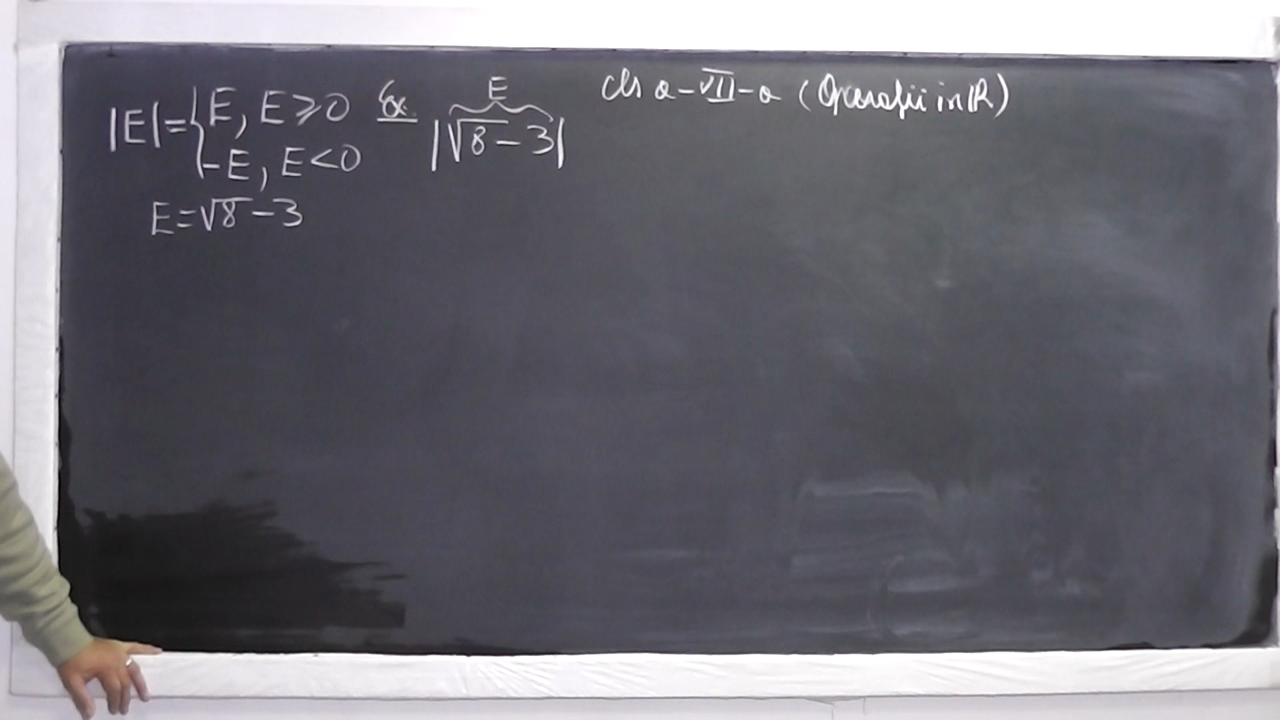 |E|= { E, E ≥ 0
-E, E < 0
Ex. |√8 - 3|
E
E = √8 - 3
cls a-VII-a (Operații in ℝ)